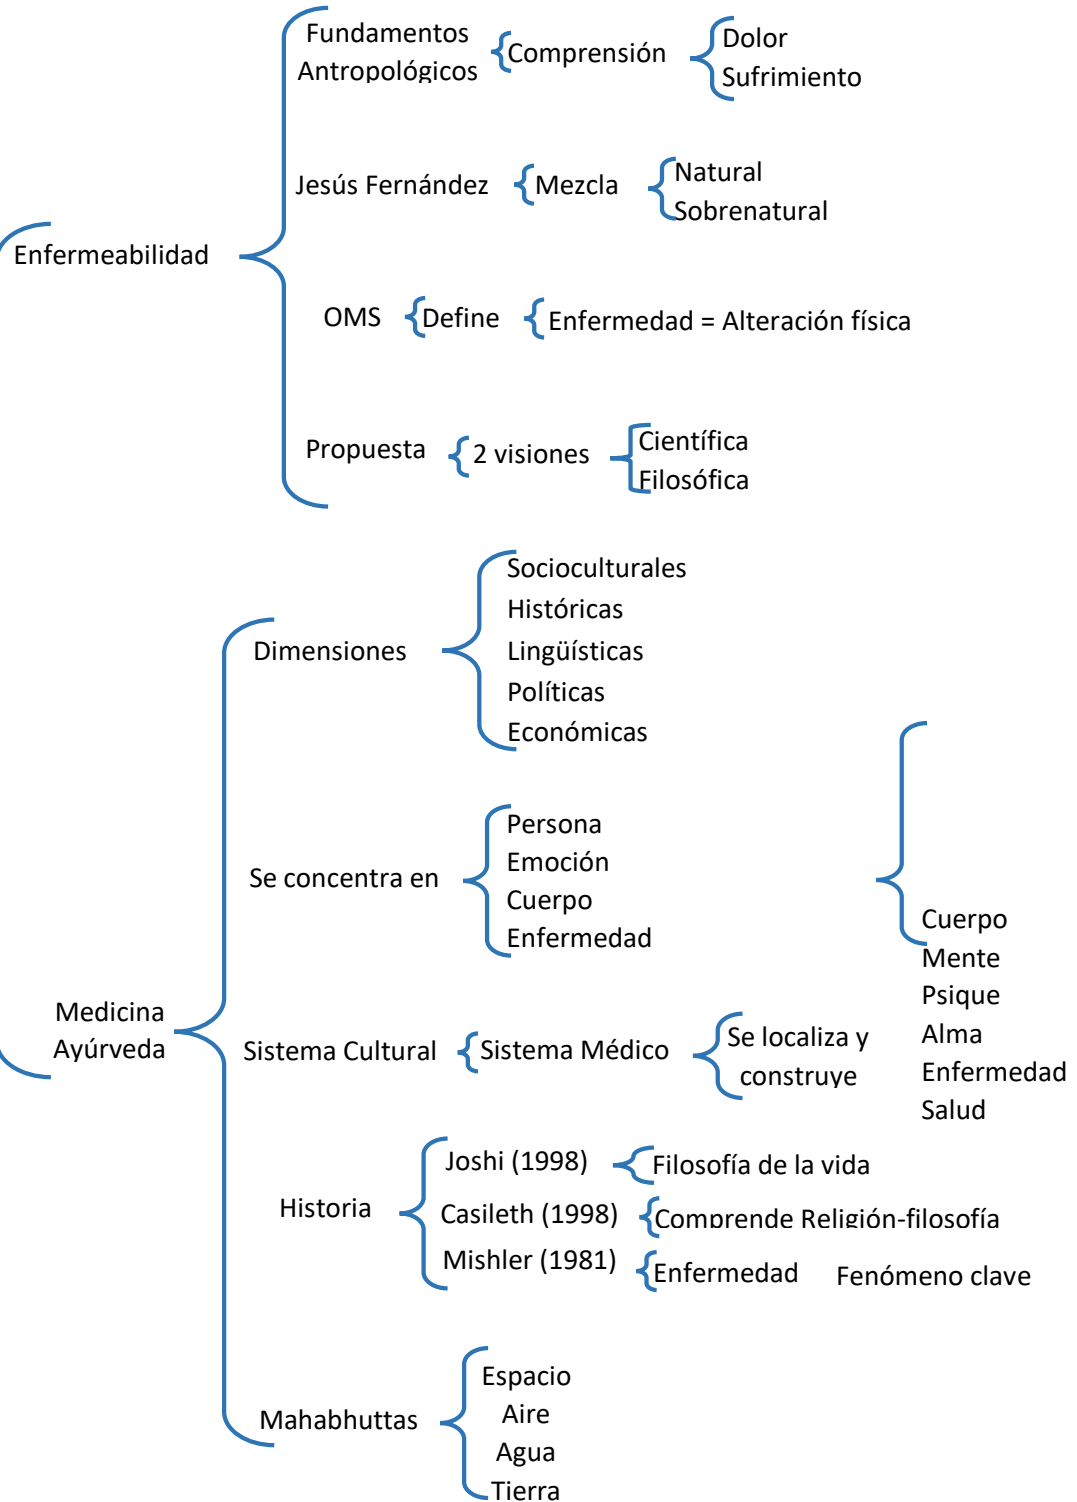 Fundamentos
Antropológicos
Comprensión
Dolor
Sufrimiento
Jesús Fernández
Mezcla
Natural
Sobrenatural
Enfermeabilidad
OMS
Define
Enfermedad = Alteración física
Propuesta
2 visiones
Científica
Filosófica
Medicina
Ayúrveda
Dimensiones
Socioculturales
Históricas
Lingüísticas
Políticas
Económicas
Se concentra en
Persona
Emoción
Cuerpo
Enfermedad
Sistema Cultural
Sistema Médico
Se localiza y
construye
Cuerpo
Mente
Psique
Alma
Enfermedad
Salud
Historia
Joshi (1998)
Filosofía de la vida
Casileth (1998)
Comprende Religión-filosofía
Mishler (1981)
Enfermedad
Fenómeno clave
Mahabhuttas
Espacio
Aire
Agua
Tierra